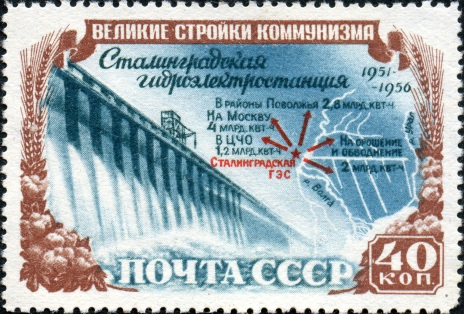 ВЕЛИКИЕ СТРОЙКИ КОММУНИЗМА
Сталинградская
гидроэлектростанция
1951-
-1956
В РАЙОНЫ ПОВОЛЖЬЯ 2,8 МЛРД. КВТ-Ч
НА МОСКВУ
4 МЛРД. КВТ-Ч
В ЦЧО
1,2 МЛРД. КВТ-Ч
СТАЛИНГРАДСКАЯ
ГЭС
НА ОРОШЕНИЕ
И ОБВОДНЕНИЕ
2 МЛРД. КВТ-Ч
р. Волга
р. Урал
ПОЧТА СССР
40
КОП.